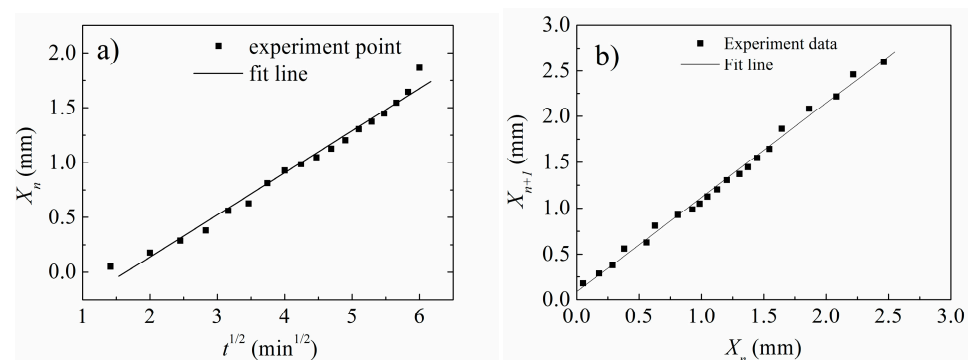 a)
experiment point
fit line
2.0
1.5
1.0
0.5
0.0
X_n (mm)
1 2 3 4 5 6
t^{1/2} (min^{1/2})
b)
Experiment data
Fit line
3.0
2.5
2.0
1.5
1.0
0.5
0.0
X_{n+1} (mm)
0.0 0.5 1.0 1.5 2.0 2.5 3.0
X_n (mm)